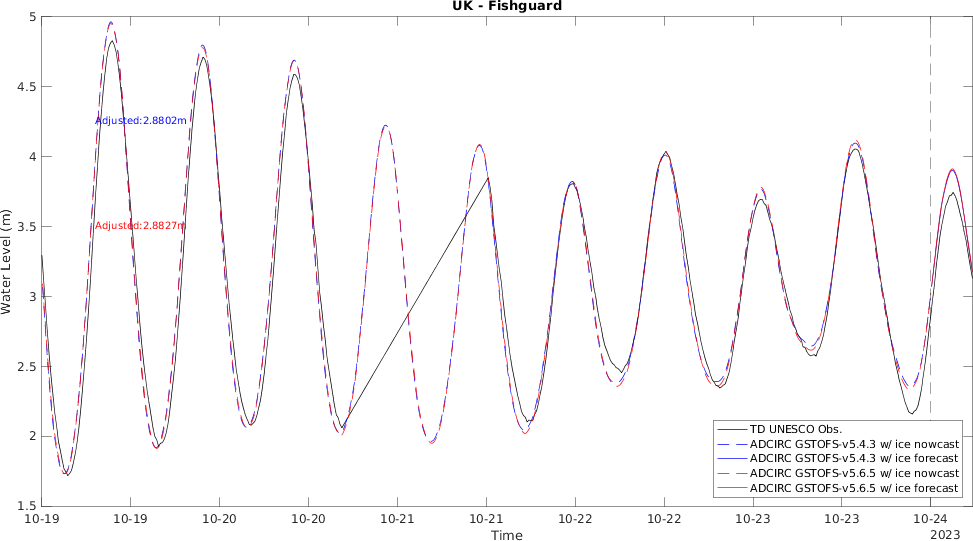 UK - Fishguard
5
4.5
4
3.5
3
2.5
2
1.5
Water Level (m)
Adjusted:2.8802m
Adjusted:2.8827m
TD UNESCO Obs.
ADCIRC GSTOFS-v5.4.3 w/ ice nowcast
ADCIRC GSTOFS-v5.4.3 w/ ice forecast
ADCIRC GSTOFS-v5.6.5 w/ ice nowcast
ADCIRC GSTOFS-v5.6.5 w/ ice forecast
10-19 10-19 10-20 10-20 10-21 10-21 10-22 10-22 10-23 10-23 10-24
2023
Time